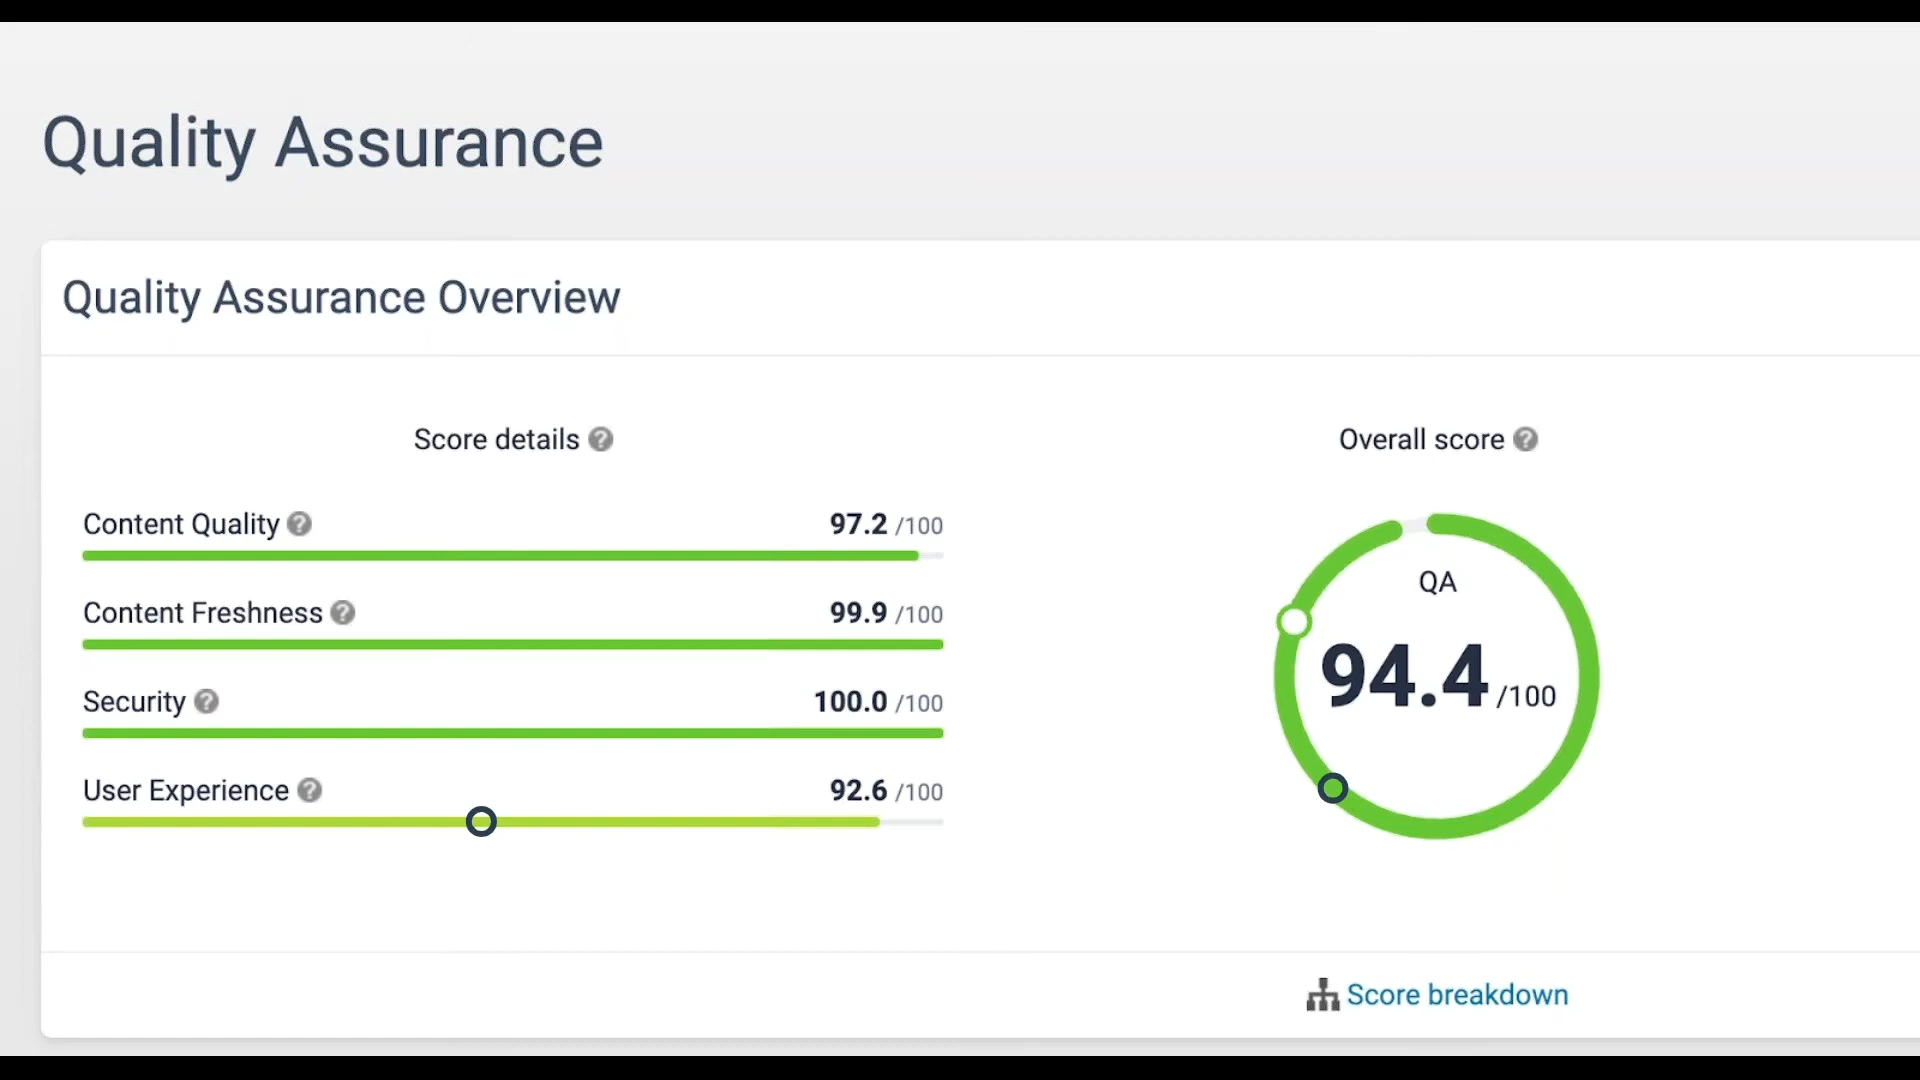 Quality Assurance
Quality Assurance Overview
Score details ?
Content Quality ? 97.2 /100
Content Freshness ? 99.9 /100
Security ? 100.0 /100
User Experience ? 92.6 /100
Overall score ?
QA
94.4 /100
Score breakdown